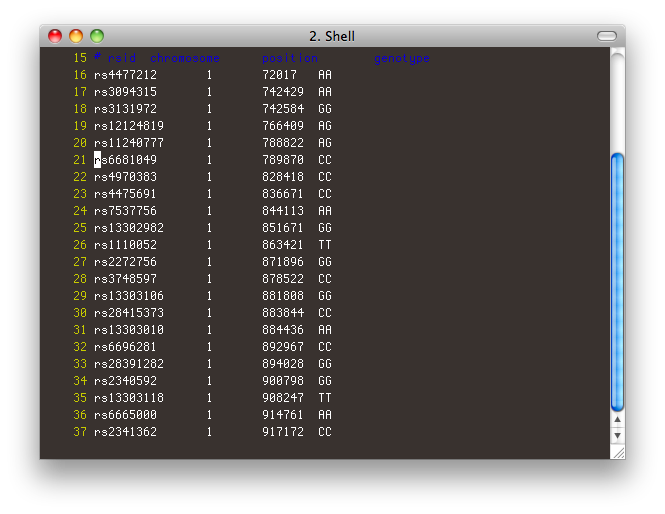 2. Shell
15 # rsid chromosome position genotype
16 rs4477212 1 72017 AA
17 rs3094315 1 742429 AA
18 rs3131972 1 742584 GG
19 rs12124819 1 766409 AG
20 rs11240777 1 788822 AG
21 rs6681049 1 789870 CC
22 rs4970383 1 828418 CC
23 rs4475691 1 836671 CC
24 rs7537756 1 844113 AA
25 rs13302982 1 851671 GG
26 rs1110052 1 863421 TT
27 rs2272756 1 871896 GG
28 rs3748597 1 878522 CC
29 rs13303106 1 881808 GG
30 rs28415373 1 883844 CC
31 rs13303010 1 884436 AA
32 rs6696281 1 892967 CC
33 rs28391282 1 894028 GG
34 rs2340592 1 900798 GG
35 rs13303118 1 908247 TT
36 rs6665000 1 914761 AA
37 rs2341362 1 917172 CC